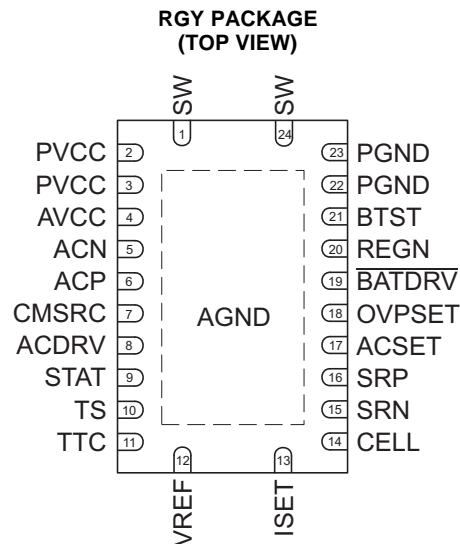 RGY PACKAGE
(TOP VIEW)
SW
SW
1
24
PVCC 2
23 PGND
PVCC 3
22 PGND
AVCC 4
21 BTST
ACN 5
20 REGN
ACP 6
19 BATDRV
CMSRC 7
AGND
18 OVPSET
ACDRV 8
17 ACSET
STAT 9
16 SRP
TS 10
15 SRN
TTC 11
14 CELL
12
13
VREF
ISET